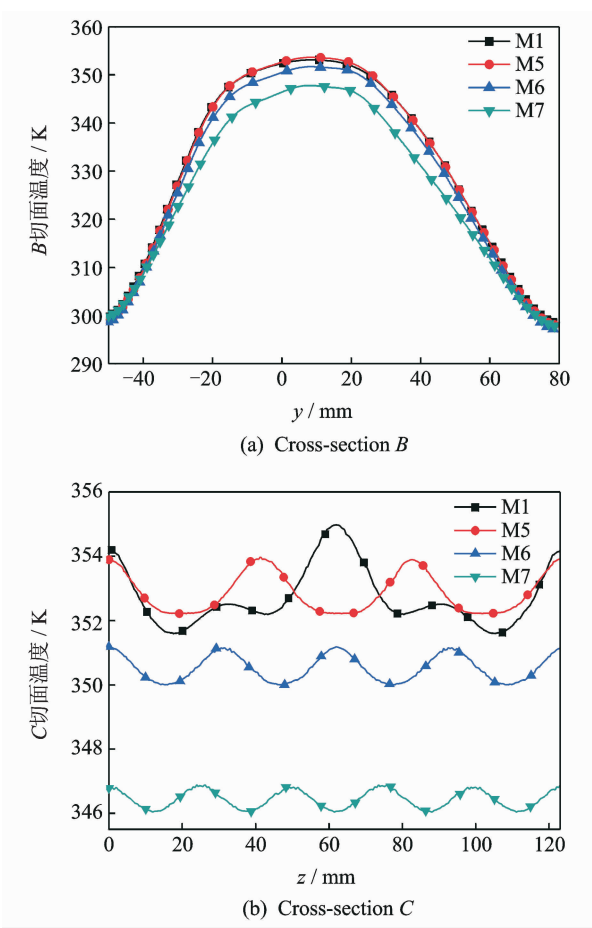 360
350
340
330
320
310
300
290
B切面温度 / K
M1
M5
M6
M7
−40
−20
0
20
40
60
80
y / mm
(a) Cross-section B
356
354
352
350
348
346
C切面温度 / K
M1
M5
M6
M7
0
20
40
60
80
100
120
z / mm
(b) Cross-section C